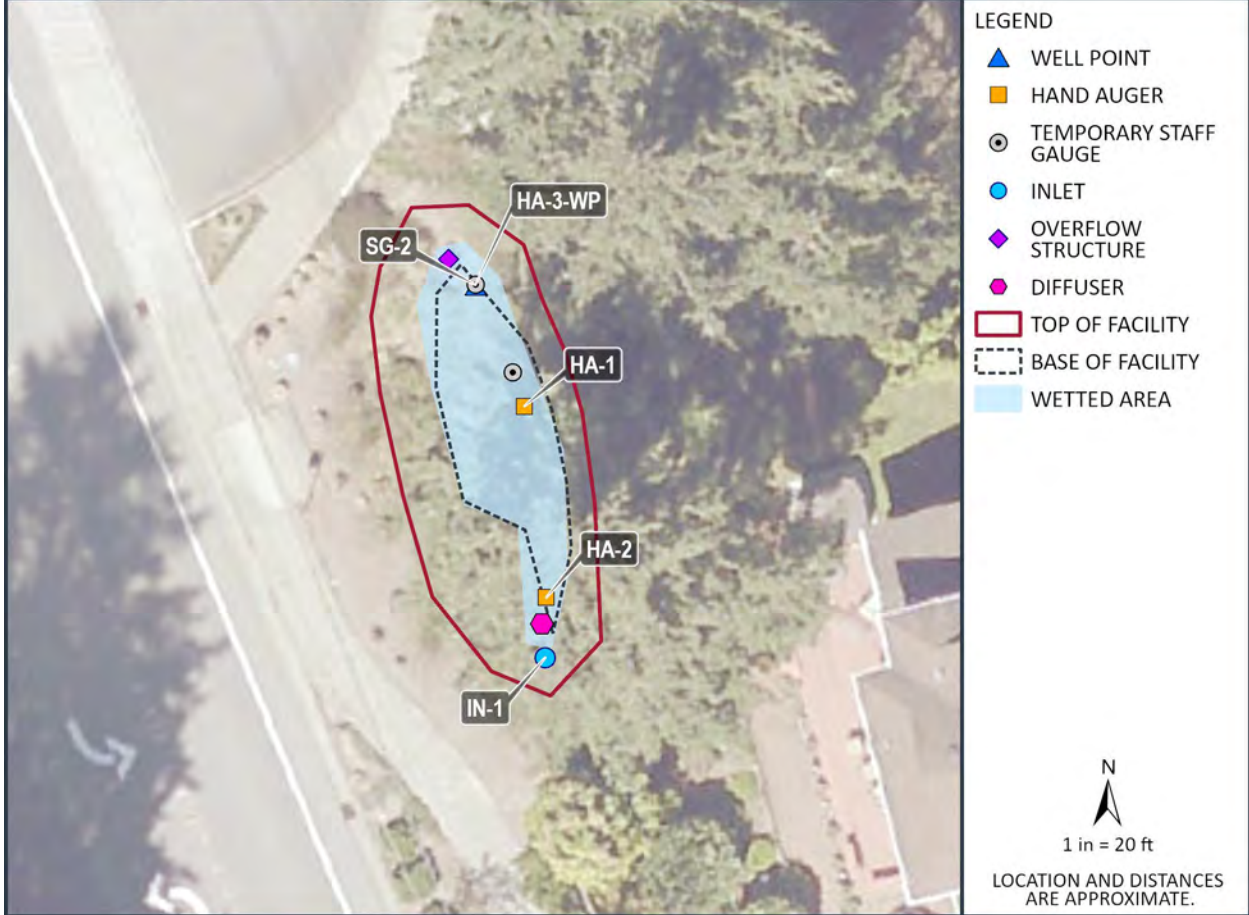 HA-3-WP
SG-2
HA-1
HA-2
IN-1
LEGEND
WELL POINT
HAND AUGER
TEMPORARY STAFF
GAUGE
INLET
OVERFLOW
STRUCTURE
DIFFUSER
TOP OF FACILITY
BASE OF FACILITY
WETTED AREA
N
1 in = 20 ft
LOCATION AND DISTANCES
ARE APPROXIMATE.